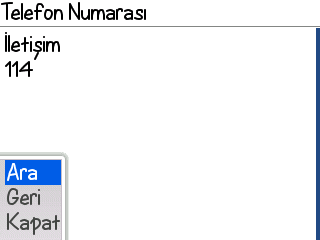 Telefon Numarası
İletişim
114
Ara
Geri
Kapat